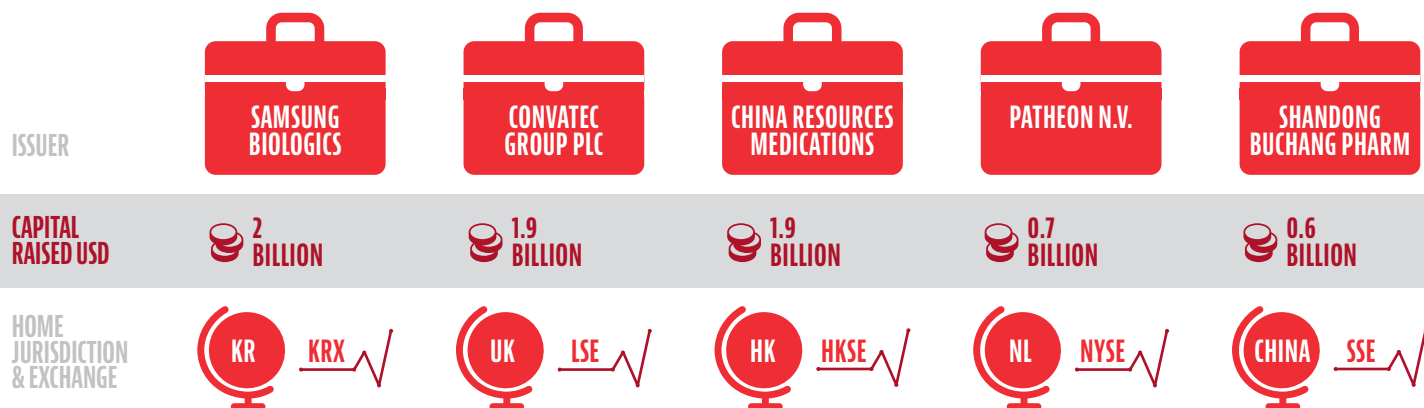 ISSUER
SAMSUNG
BIOLOGICS
CONVATEC
GROUP PLC
CHINA RESOURCES
MEDICATIONS
PATHEON N.V.
SHANDONG
BUCHANG PHARM
CAPITAL
RAISED USD
2
BILLION
1.9
BILLION
1.9
BILLION
0.7
BILLION
0.6
BILLION
HOME
JURISDICTION
& EXCHANGE
KR
KRX
UK
LSE
HK
HKSE
NL
NYSE
CHINA
SSE